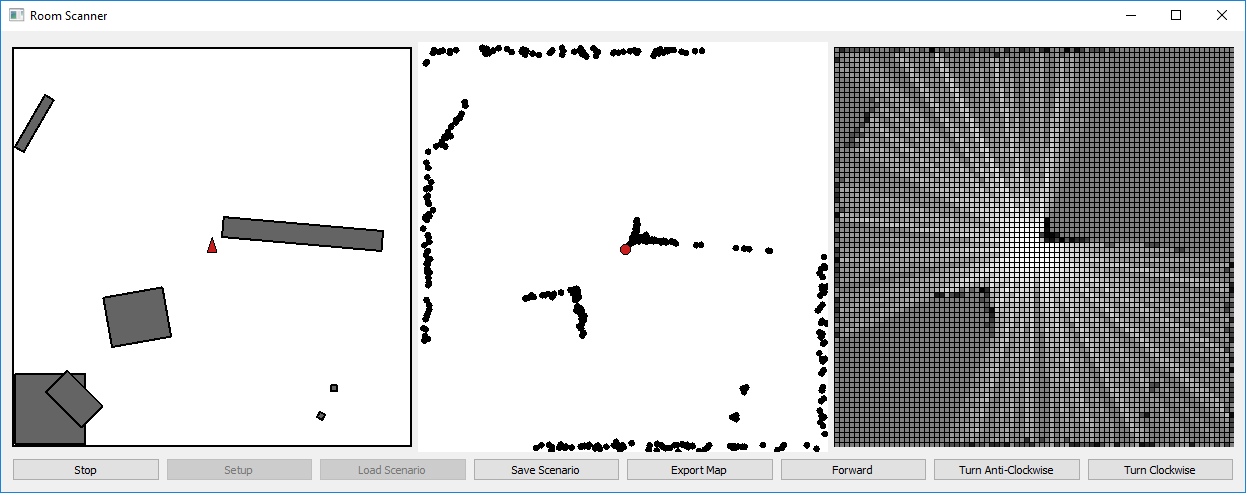 Room Scanner
Stop
Setup
Load Scenario
Save Scenario
Export Map
Forward
Turn Anti-Clockwise
Turn Clockwise